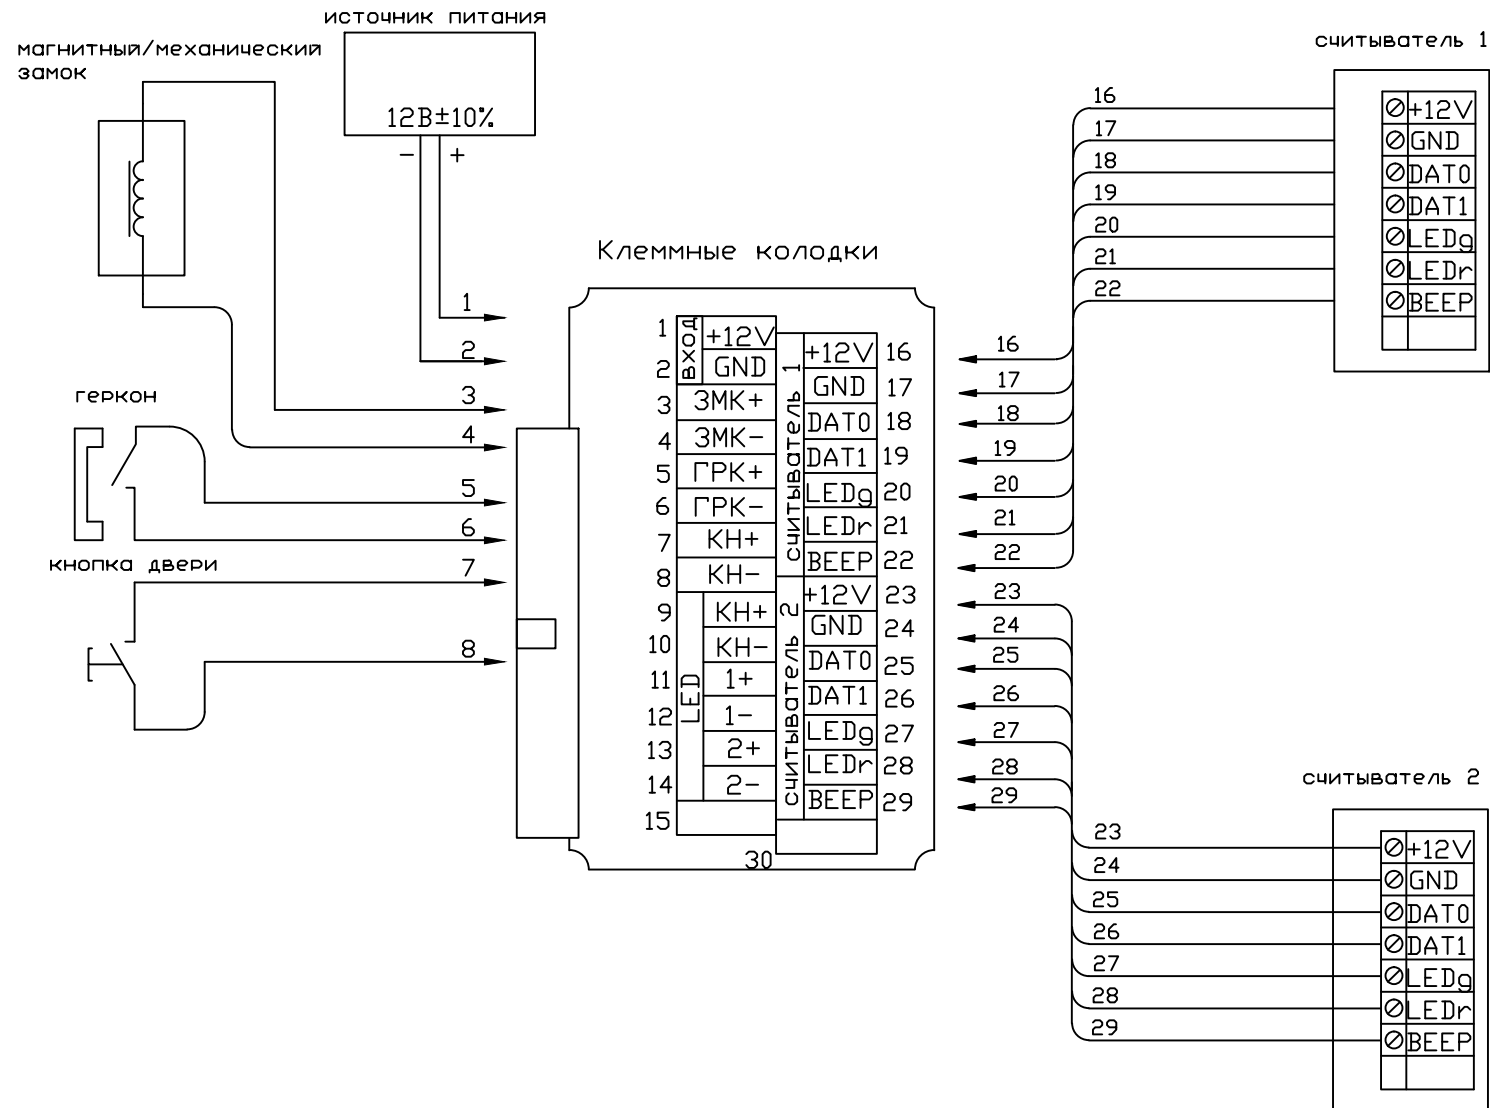 источник питания
магнитный/механический
замок
12В±10%
- +
геркон
кнопка двери
1
2
3
4
5
6
7
8
Клеммные колодки
вход
1 +12V
2 GND
3 ЗМК+
4 ЗМК-
5 ГРК+
6 ГРК-
7 КН+
8 КН-
LED
9 КН+
10 КН-
11 1+
12 1-
13 2+
14 2-
15
считыватель 1
+12V 16
GND 17
DAT0 18
DAT1 19
LEDg 20
LEDr 21
BEEP 22
считыватель 2
+12V 23
GND 24
DAT0 25
DAT1 26
LEDg 27
LEDr 28
BEEP 29
30
16
17
18
19
20
21
22
23
24
25
26
27
28
29
считыватель 1
16 +12V
17 GND
18 DAT0
19 DAT1
20 LEDg
21 LEDr
22 BEEP
считыватель 2
23 +12V
24 GND
25 DAT0
26 DAT1
27 LEDg
28 LEDr
29 BEEP